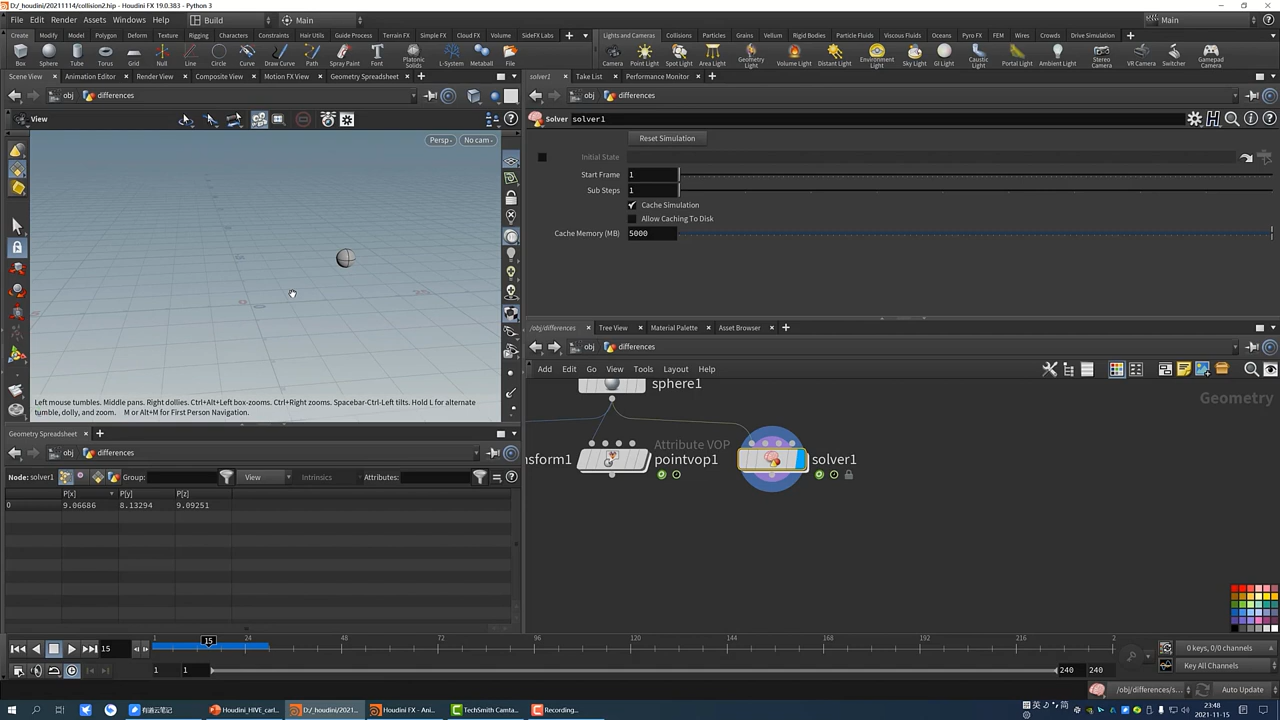 D:/_houdini/20211114/collision2.hip - Houdini FX 19.0.383 - Python 3
File Edit Render Assets Windows Help Build Main Main
Create Modify Model Polygon Deform Texture Rigging Characters Constraints Hair Utils Guide Process Terrain FX Simple FX Cloud FX Volume SideFX Labs
Lights and Cameras Collisions Particles Grains Vellum Rigid Bodies Particle Fluids Viscous Fluids Oceans Pyro FX FEM Wires Crowds Drive Simulation
Box Sphere Tube Torus Grid Null Line Circle Curve Draw Curve Path Spray Paint Font Platonic Solids L-System Metaball File
Camera Point Light Spot Light Area Light Geometry Light Volume Light Distant Light Environment Light Sky Light GI Light Caustic Light Portal Light Ambient Light Stereo Camera VR Camera Switcher Gamepad Camera
Scene View Animation Editor Render View Composite View Motion FX View Geometry Spreadsheet
solver1 Take List Performance Monitor
obj differences
obj differences
View
Solver solver1
Persp No cam
Reset Simulation
Initial State
Start Frame 1
Sub Steps 1
Cache Simulation
Allow Caching To Disk
Cache Memory (MB) 5000
Left mouse tumbles. Middle pans. Right dollies. Ctrl+Alt+Left box-zooms. Ctrl+Right zooms. Spacebar-Ctrl-Left tilts. Hold L for alternate
tumble, dolly, and zoom. M or Alt+M for First Person Navigation.
/obj/differences Tree View Material Palette Asset Browser
obj differences
Add Edit Go View Tools Layout Help
Geometry
sphere1
Attribute VOP
nsform1 pointvop1 solver1
Geometry Spreadsheet
obj differences
Node: solver1 Group: View Intrinsics Attributes:
P[x] P[y] P[z]
0 9.06686 8.13294 9.09251
15 1 15 24 48 72 96 120 144 168 192 216 2
0 keys, 0/0 channels
1 1 240 240
Key All Channels
/obj/differences/s... Auto Update
有道云笔记 Houdini_HIVE_carl... D:/_houdini/2021... Houdini FX - Ani... TechSmith Camta... Recording...
英
23:48
2021-11-15